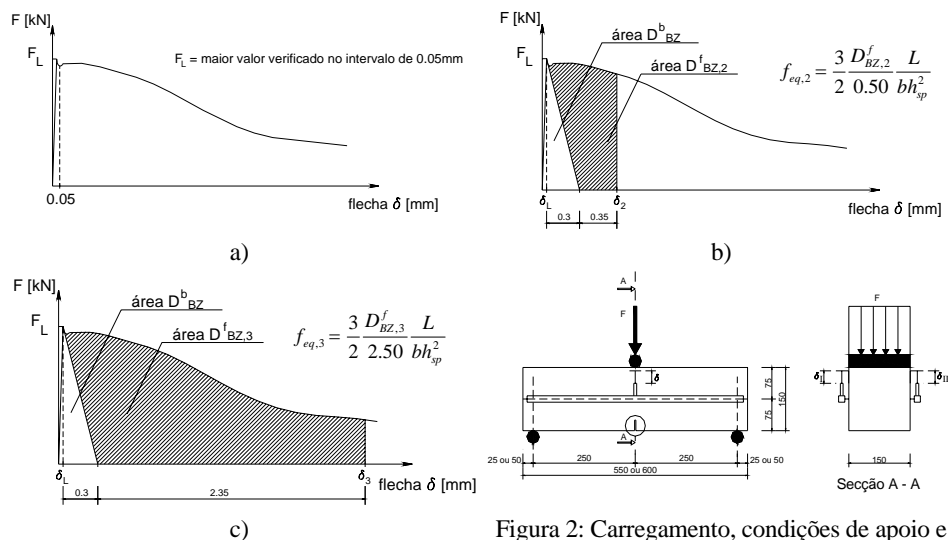 F [kN]
F_L
F_L = maior valor verificado no intervalo de 0.05mm
0.05
flecha δ [mm]
a)
F [kN]
F_L
área D^b_BZ
área D^f_BZ,2
f_eq,2 = 3/2 D^f_BZ,2/0.50 L/bh²_sp
δ_L
δ_2
0.3
0.35
flecha δ [mm]
b)
F [kN]
F_L
área D^b_BZ
área D^f_BZ,3
f_eq,3 = 3/2 D^f_BZ,3/2.50 L/bh²_sp
δ_L
δ_3
0.3
2.35
flecha δ [mm]
c)
A
F
δ
75
75
150
A
25 ou 50
250
250
25 ou 50
550 ou 600
F
δ_I
δ_II
150
Secção A - A
Figura 2: Carregamento, condições de apoio e